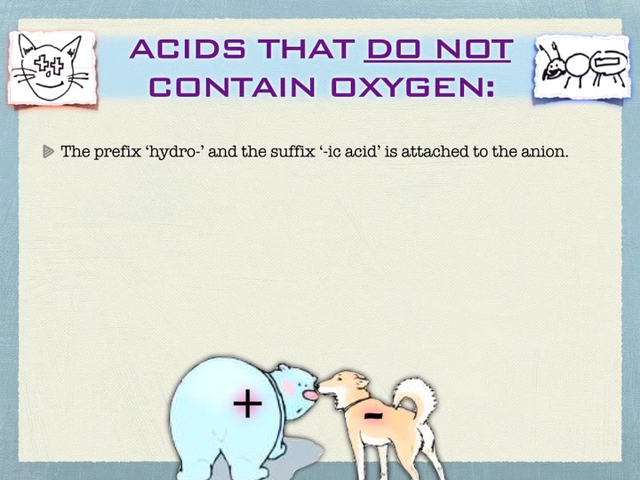 ACIDS THAT DO NOT
CONTAIN OXYGEN:
The prefix ‘hydro-’ and the suffix ‘-ic acid’ is attached to the anion.
+ -